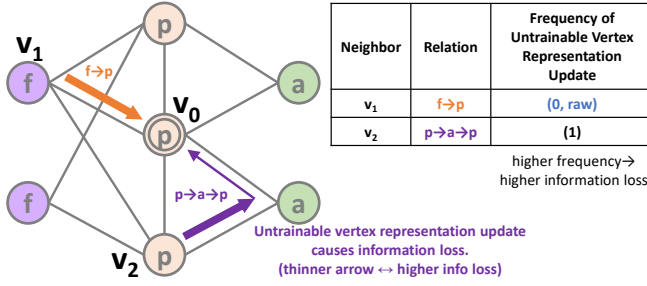 p
v1
f
f→p
a
v0
p
f
p→a→p
a
p
v2
Untrainable vertex representation update
causes information loss.
(thinner arrow ↔ higher info loss)
Neighbor
Relation
Frequency of
Untrainable Vertex
Representation
Update
v1
f→p
(0, raw)
v2
p→a→p
(1)
higher frequency→
higher information loss